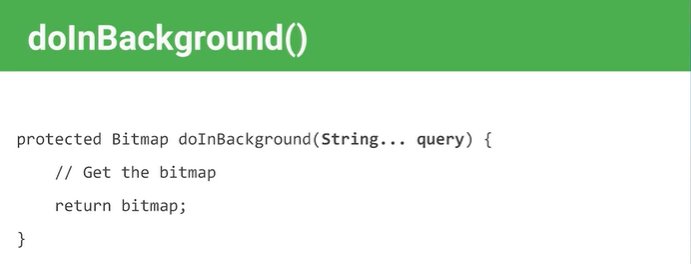 doInBackground()
protected Bitmap doInBackground(String... query) {
    // Get the bitmap
    return bitmap;
}